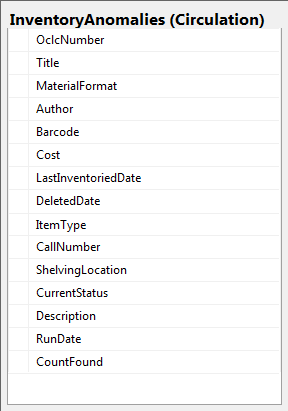 InventoryAnomalies (Circulation)
OclcNumber
Title
MaterialFormat
Author
Barcode
Cost
LastInventoriedDate
DeletedDate
ItemType
CallNumber
ShelvingLocation
CurrentStatus
Description
RunDate
CountFound